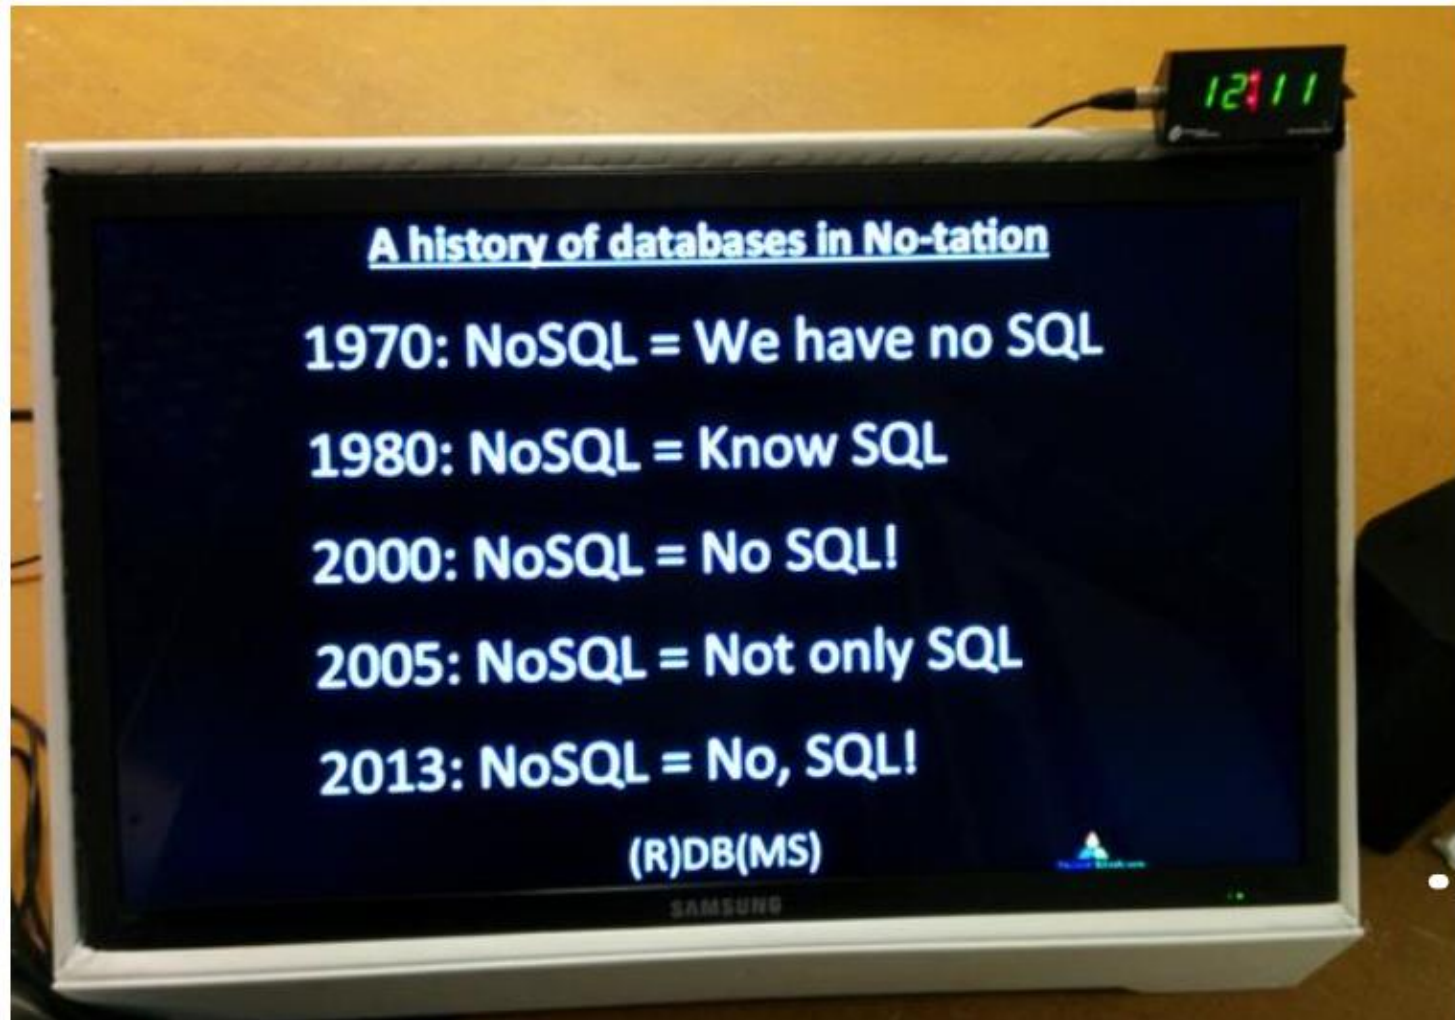 12:11
A history of databases in No-tation
1970: NoSQL = We have no SQL
1980: NoSQL = Know SQL
2000: NoSQL = No SQL!
2005: NoSQL = Not only SQL
2013: NoSQL = No, SQL!
(R)DB(MS)
SAMSUNG